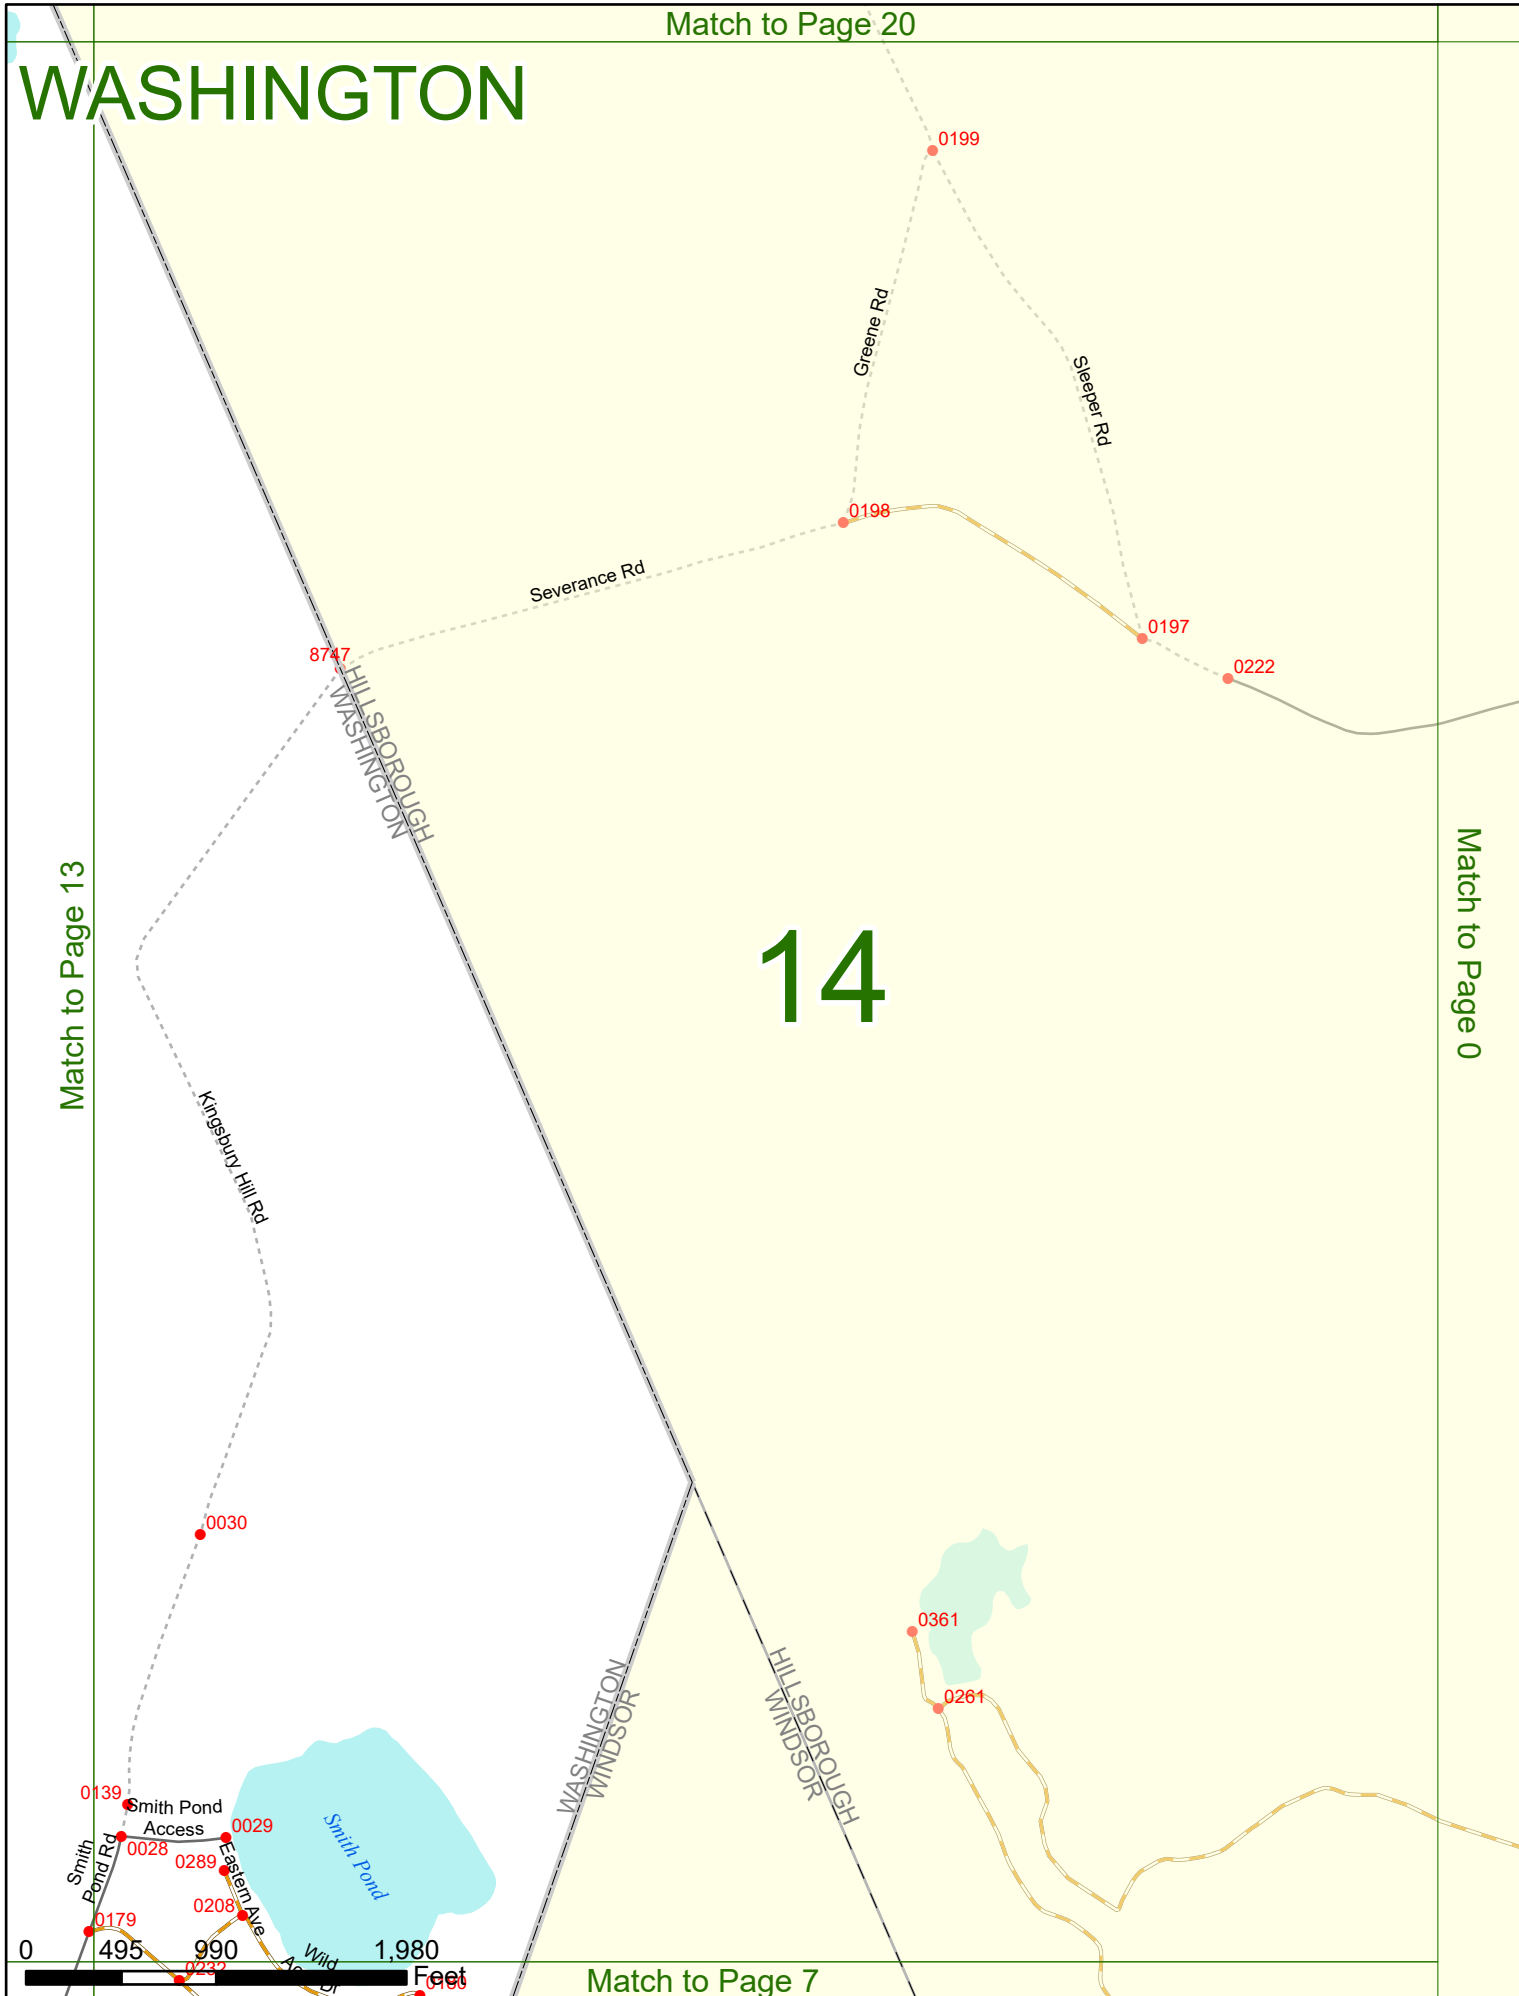 Match to Page 20
WASHINGTON
0199
Greene Rd
Sleeper Rd
0198
Severance Rd
0197
8747
0222
HILLSBOROUGH
WASHINGTON
Match to Page 13
14
Match to Page 0
Kingsbury Hill Rd
0030
0361
0261
WASHINGTON
WINDSOR
HILLSBOROUGH
WINDSOR
0139
Smith Pond
Access
0029
0028
Smith
Pond Rd
0289
Eastern Ave
Smith Pond
0208
0179
0 495 990 1,980
Feet
0232
Wild
0180
Match to Page 7